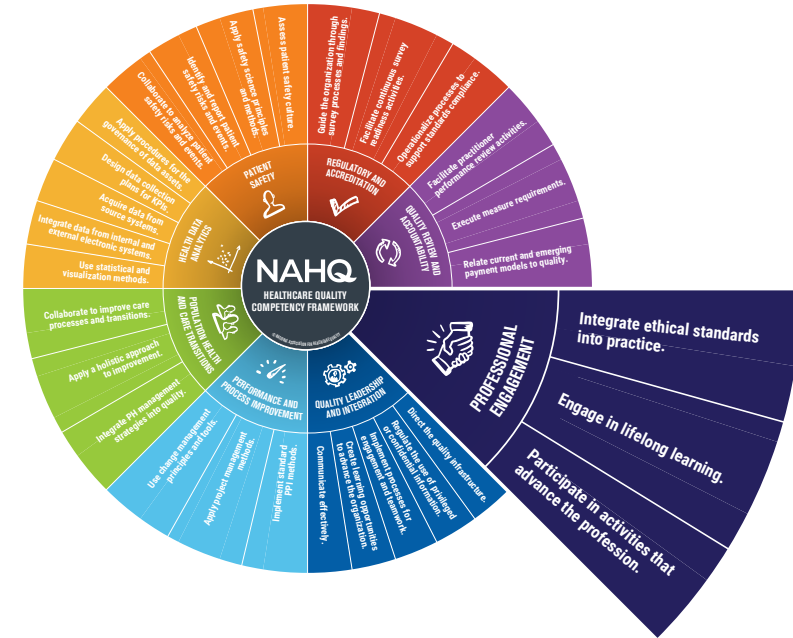 NAHQ
HEALTHCARE QUALITY
COMPETENCY FRAMEWORK
PATIENT
SAFETY
Assess patient safety culture.
Apply safety science principles
and methods.
Identify and report patient
safety risks and events.
Collaborate to analyze patient
safety risks and events.
REGULATORY AND
ACCREDITATION
Guide the organization through
survey processes and findings.
Facilitate continuous survey
readiness activities.
Operationalize processes to
support standards compliance.
QUALITY REVIEW AND
ACCOUNTABILITY
Facilitate practitioner
performance review activities.
Execute measure requirements.
Relate current and emerging
payment models to quality.
PROFESSIONAL
ENGAGEMENT
Integrate ethical standards
into practice.
Engage in lifelong learning.
Participate in activities that
advance the profession.
QUALITY LEADERSHIP
AND INTEGRATION
Direct the quality infrastructure.
Regulate the use of privileged
or confidential information.
Implement processes for
engagement and teamwork.
Create learning opportunities
to advance the organization.
Communicate effectively.
PERFORMANCE AND
PROCESS IMPROVEMENT
Implement standard
PPI methods.
Apply project management
methods.
Use change management
principles and tools.
POPULATION HEALTH
AND CARE TRANSITIONS
Integrate PH management
strategies into quality.
Apply a holistic approach
to improvement.
Collaborate to improve care
processes and transitions.
HEALTH DATA
ANALYTICS
Use statistical and
visualization methods.
Integrate data from internal and
external electronic systems.
Acquire data from
source systems.
Design data collection
plans for KPIs.
Apply procedures for the
governance of data assets.